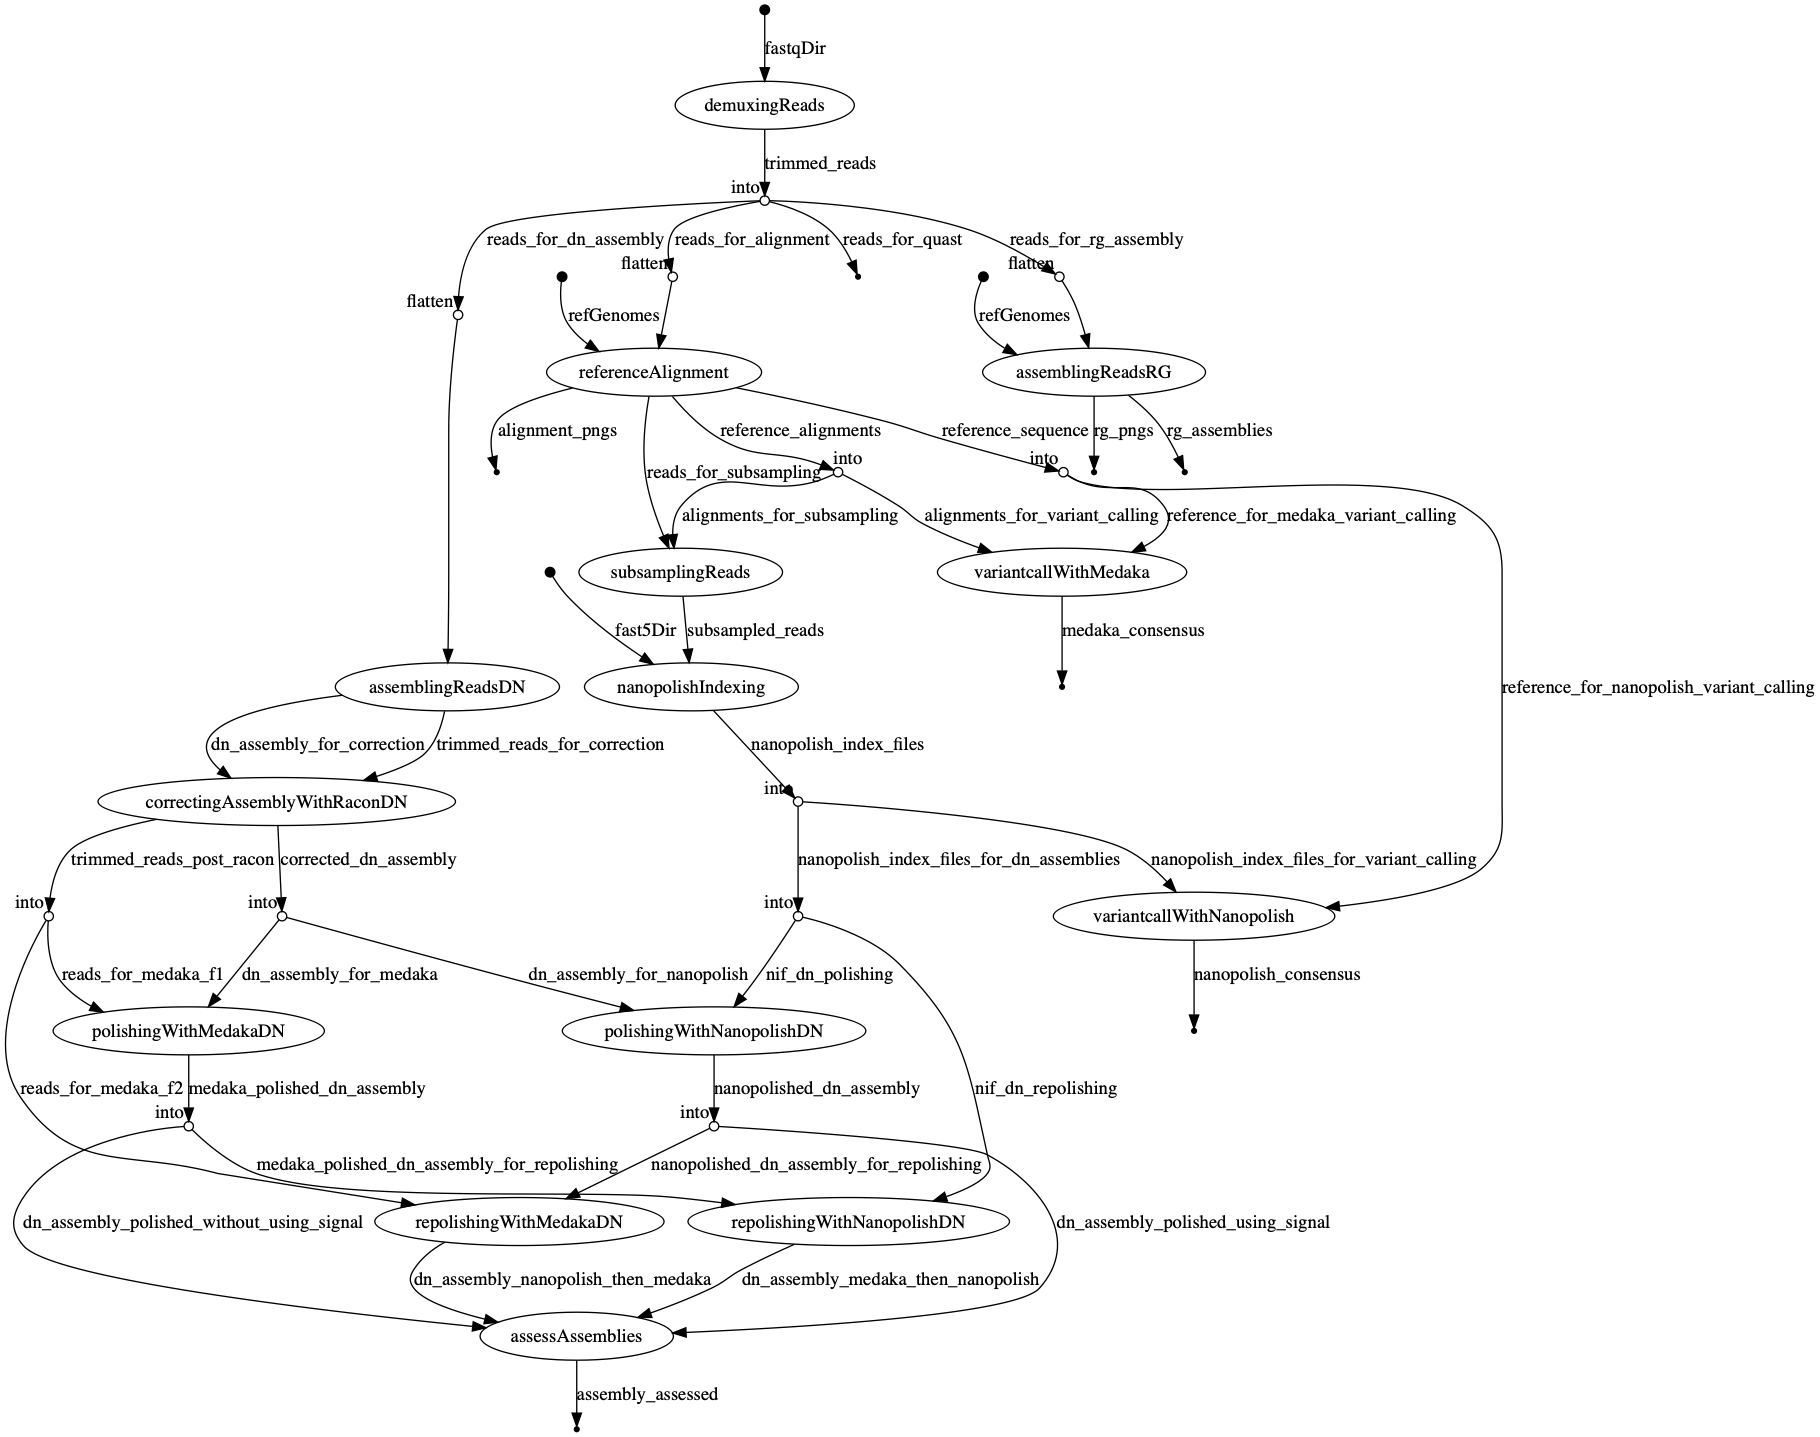 fastqDir
demuxingReads
trimmed_reads
into
reads_for_dn_assembly
reads_for_alignment
reads_for_quast
reads_for_rg_assembly
flatten
flatten
flatten
refGenomes
refGenomes
referenceAlignment
assemblingReadsRG
alignment_pngs
reference_alignments
reference_sequence
rg_pngs
rg_assemblies
into
into
reads_for_subsampling
alignments_for_subsampling
alignments_for_variant_calling
reference_for_medaka_variant_calling
subsamplingReads
variantcallWithMedaka
fast5Dir
subsampled_reads
medaka_consensus
assemblingReadsDN
nanopolishIndexing
reference_for_nanopolish_variant_calling
dn_assembly_for_correction
trimmed_reads_for_correction
nanopolish_index_files
into
correctingAssemblyWithRaconDN
trimmed_reads_post_racon
corrected_dn_assembly
nanopolish_index_files_for_dn_assemblies
nanopolish_index_files_for_variant_calling
into
into
into
variantcallWithNanopolish
reads_for_medaka_f1
dn_assembly_for_medaka
dn_assembly_for_nanopolish
nif_dn_polishing
nanopolish_consensus
polishingWithMedakaDN
polishingWithNanopolishDN
reads_for_medaka_f2
medaka_polished_dn_assembly
nanopolished_dn_assembly
nif_dn_repolishing
into
into
medaka_polished_dn_assembly_for_repolishing
nanopolished_dn_assembly_for_repolishing
dn_assembly_polished_without_using_signal
repolishingWithMedakaDN
repolishingWithNanopolishDN
dn_assembly_polished_using_signal
dn_assembly_nanopolish_then_medaka
dn_assembly_medaka_then_nanopolish
assessAssemblies
assembly_assessed